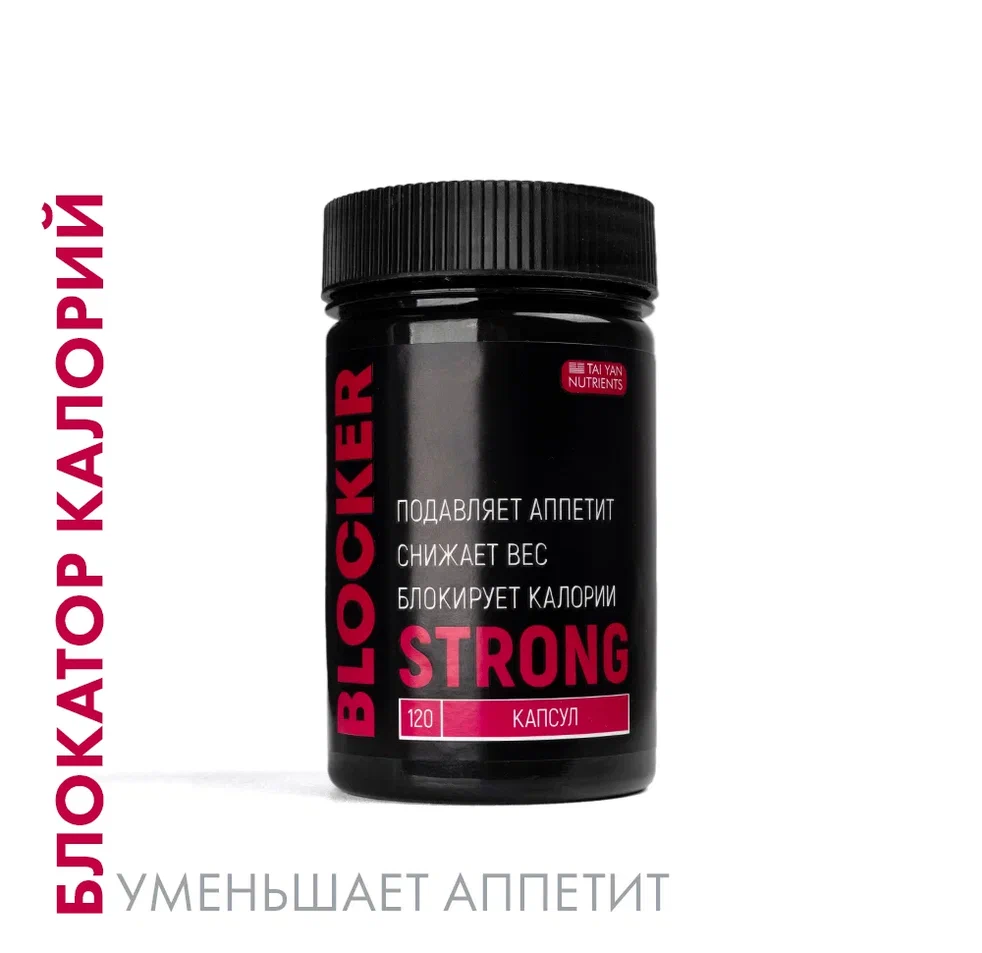 БЛОКАТОР КАЛОРИЙ
BLOCKER
TAI YAN
NUTRIENTS
ПОДАВЛЯЕТ АППЕТИТ
СНИЖАЕТ ВЕС
БЛОКИРУЕТ КАЛОРИИ
STRONG
120 КАПСУЛ
УМЕНЬШАЕТ АППЕТИТ